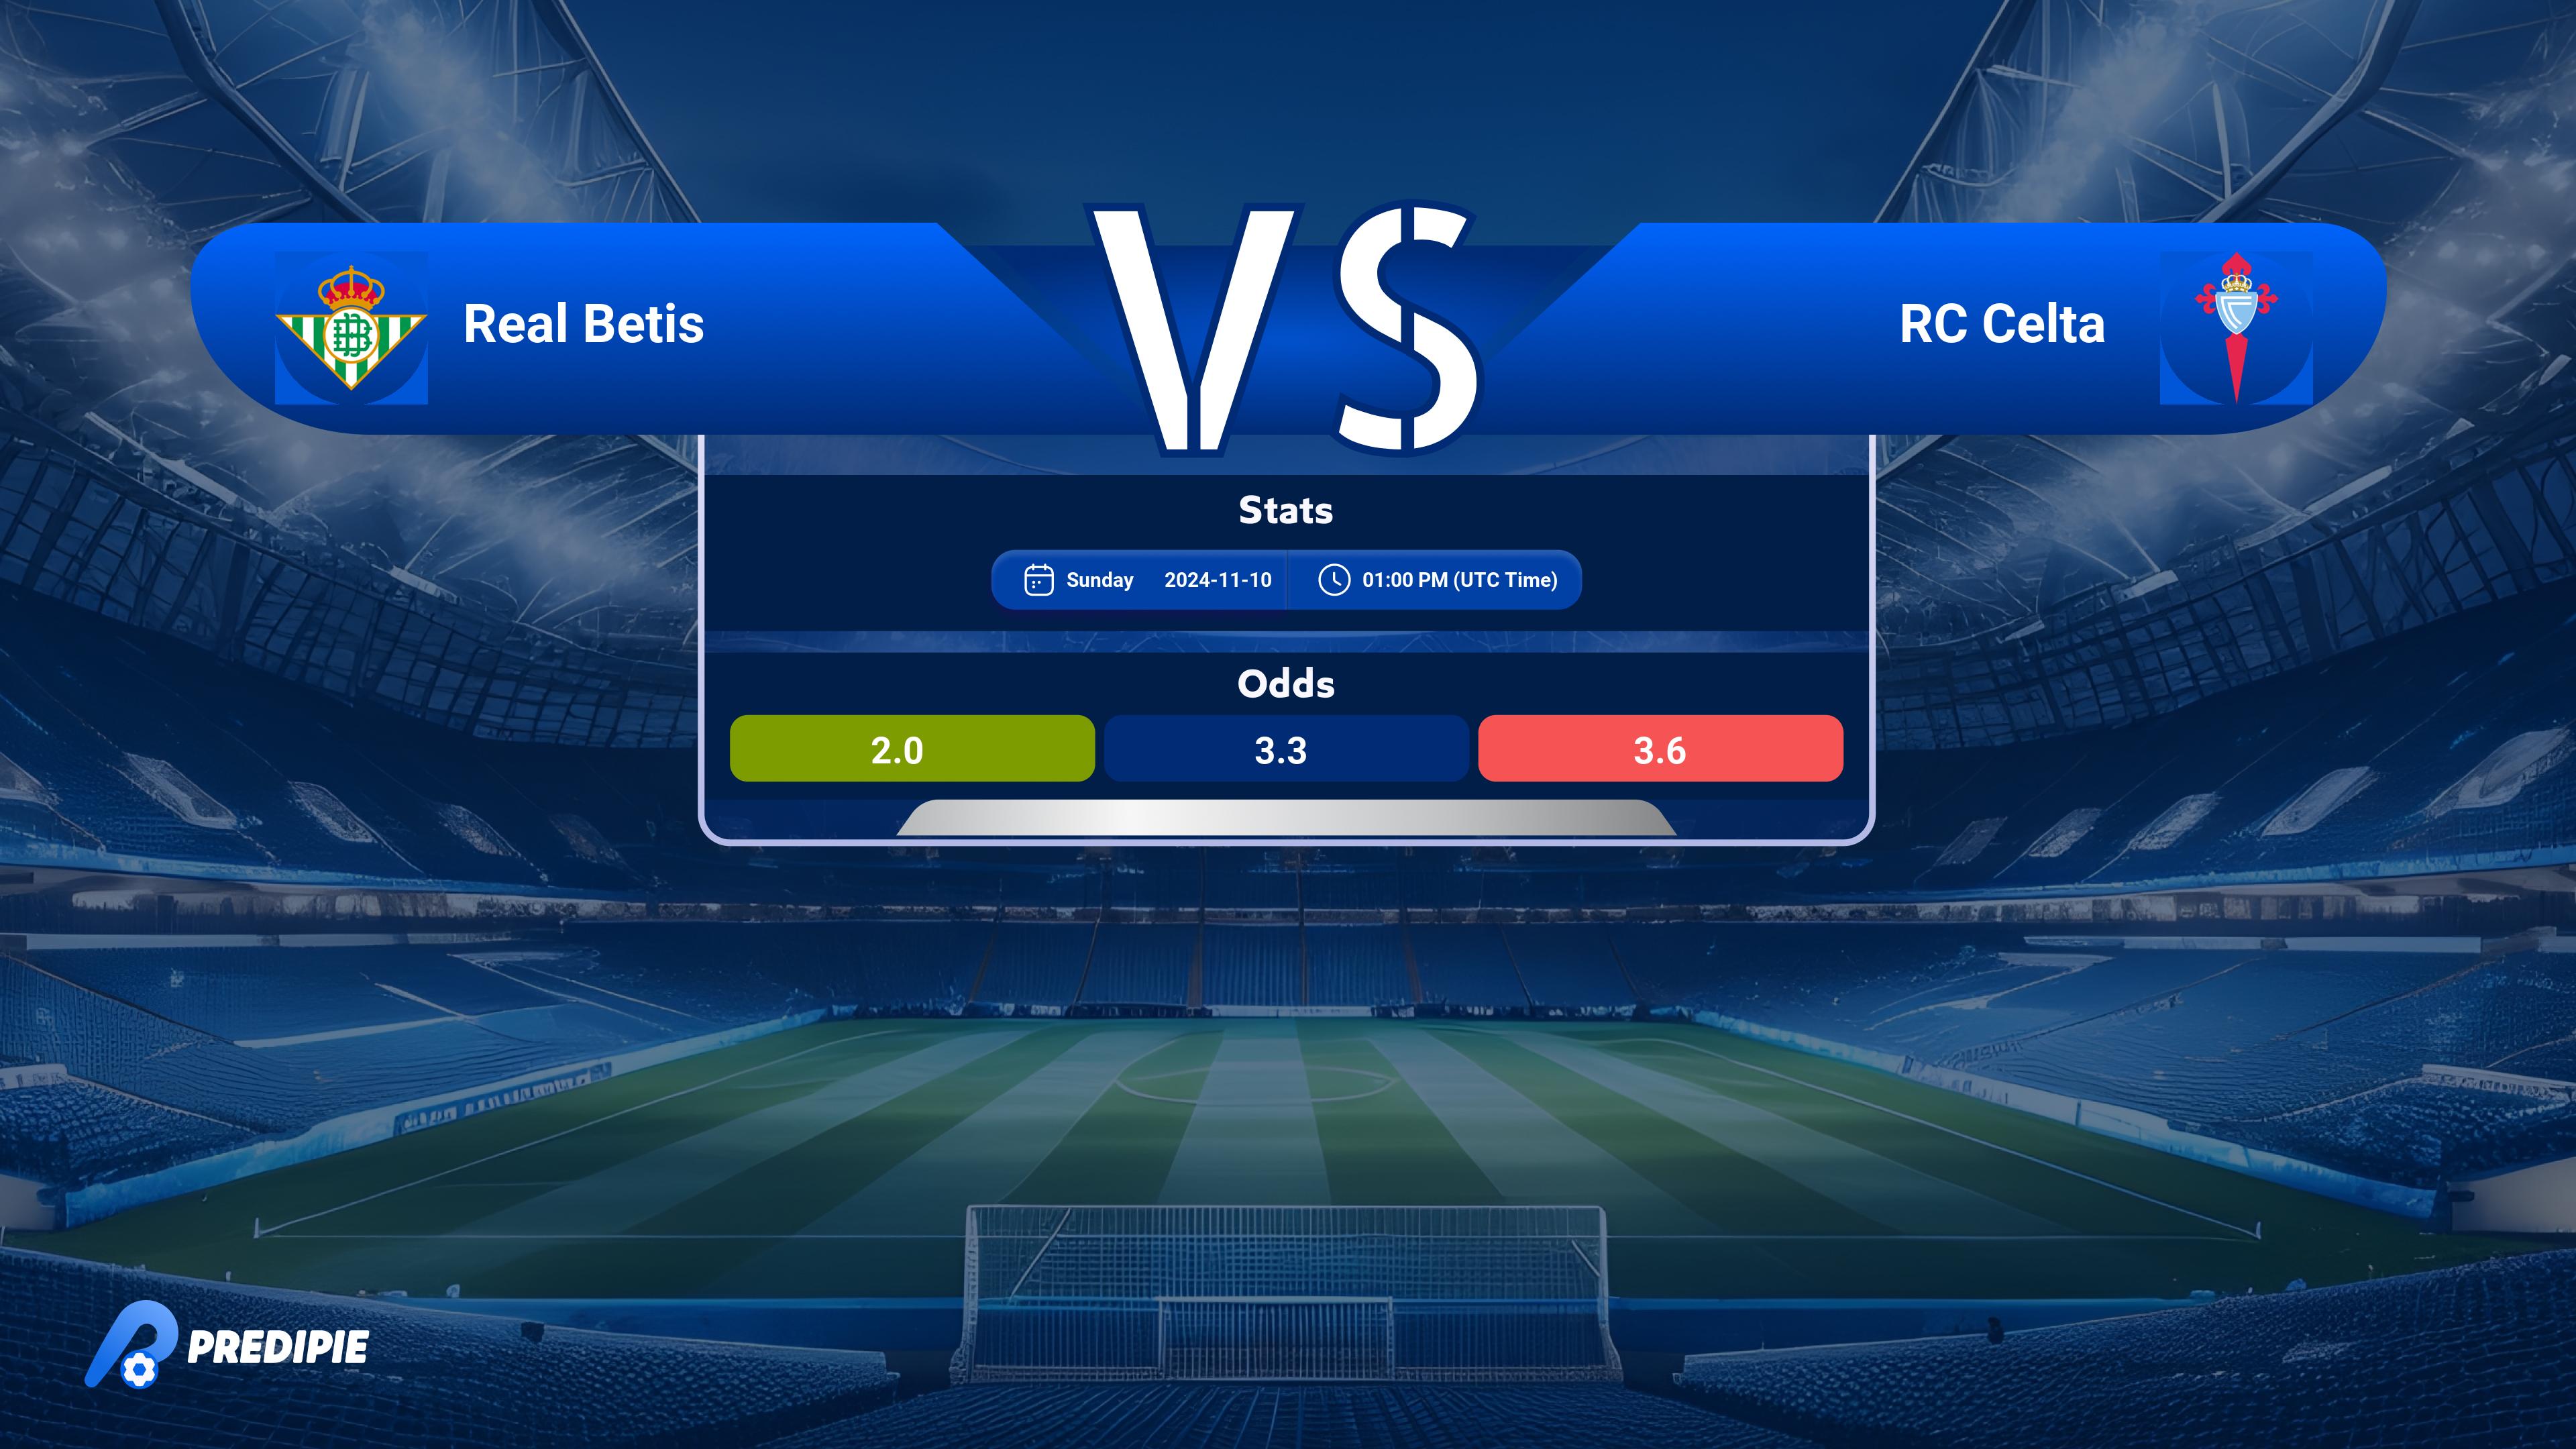 Real Betis
VS
RC Celta
Stats
Sunday 2024-11-10 01:00 PM (UTC Time)
Odds
2.0 3.3 3.6
PREDIPIE